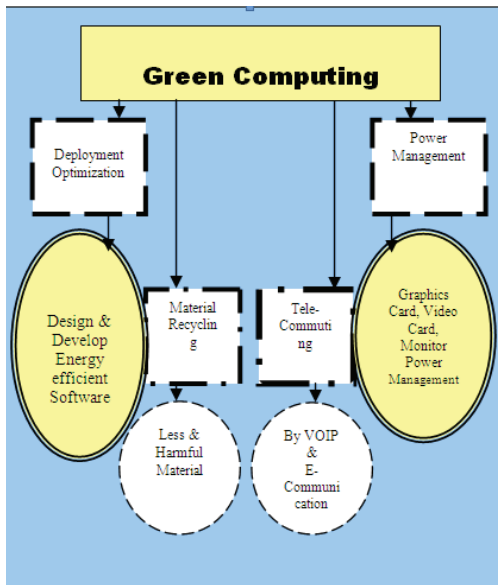 Green Computing
Deployment
Optimization
Power
Management
Material
Recyclin
g
Tele-
Commuti
ng
Design &
Develop
Energy
efficient
Software
Graphics
Card, Video
Card,
Monitor
Power
Management
Less &
Harmful
Material
By VOIP
&
E-
Communi
cation